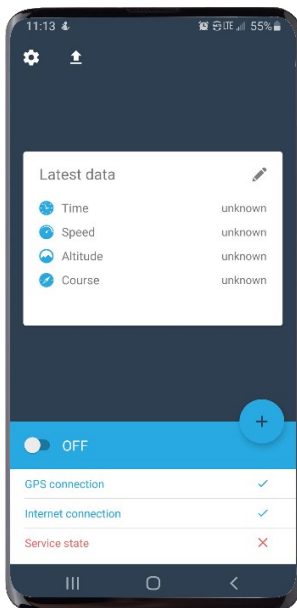 11:13 LTE 55%
Latest data
Time unknown
Speed unknown
Altitude unknown
Course unknown
OFF
GPS connection
Internet connection
Service state